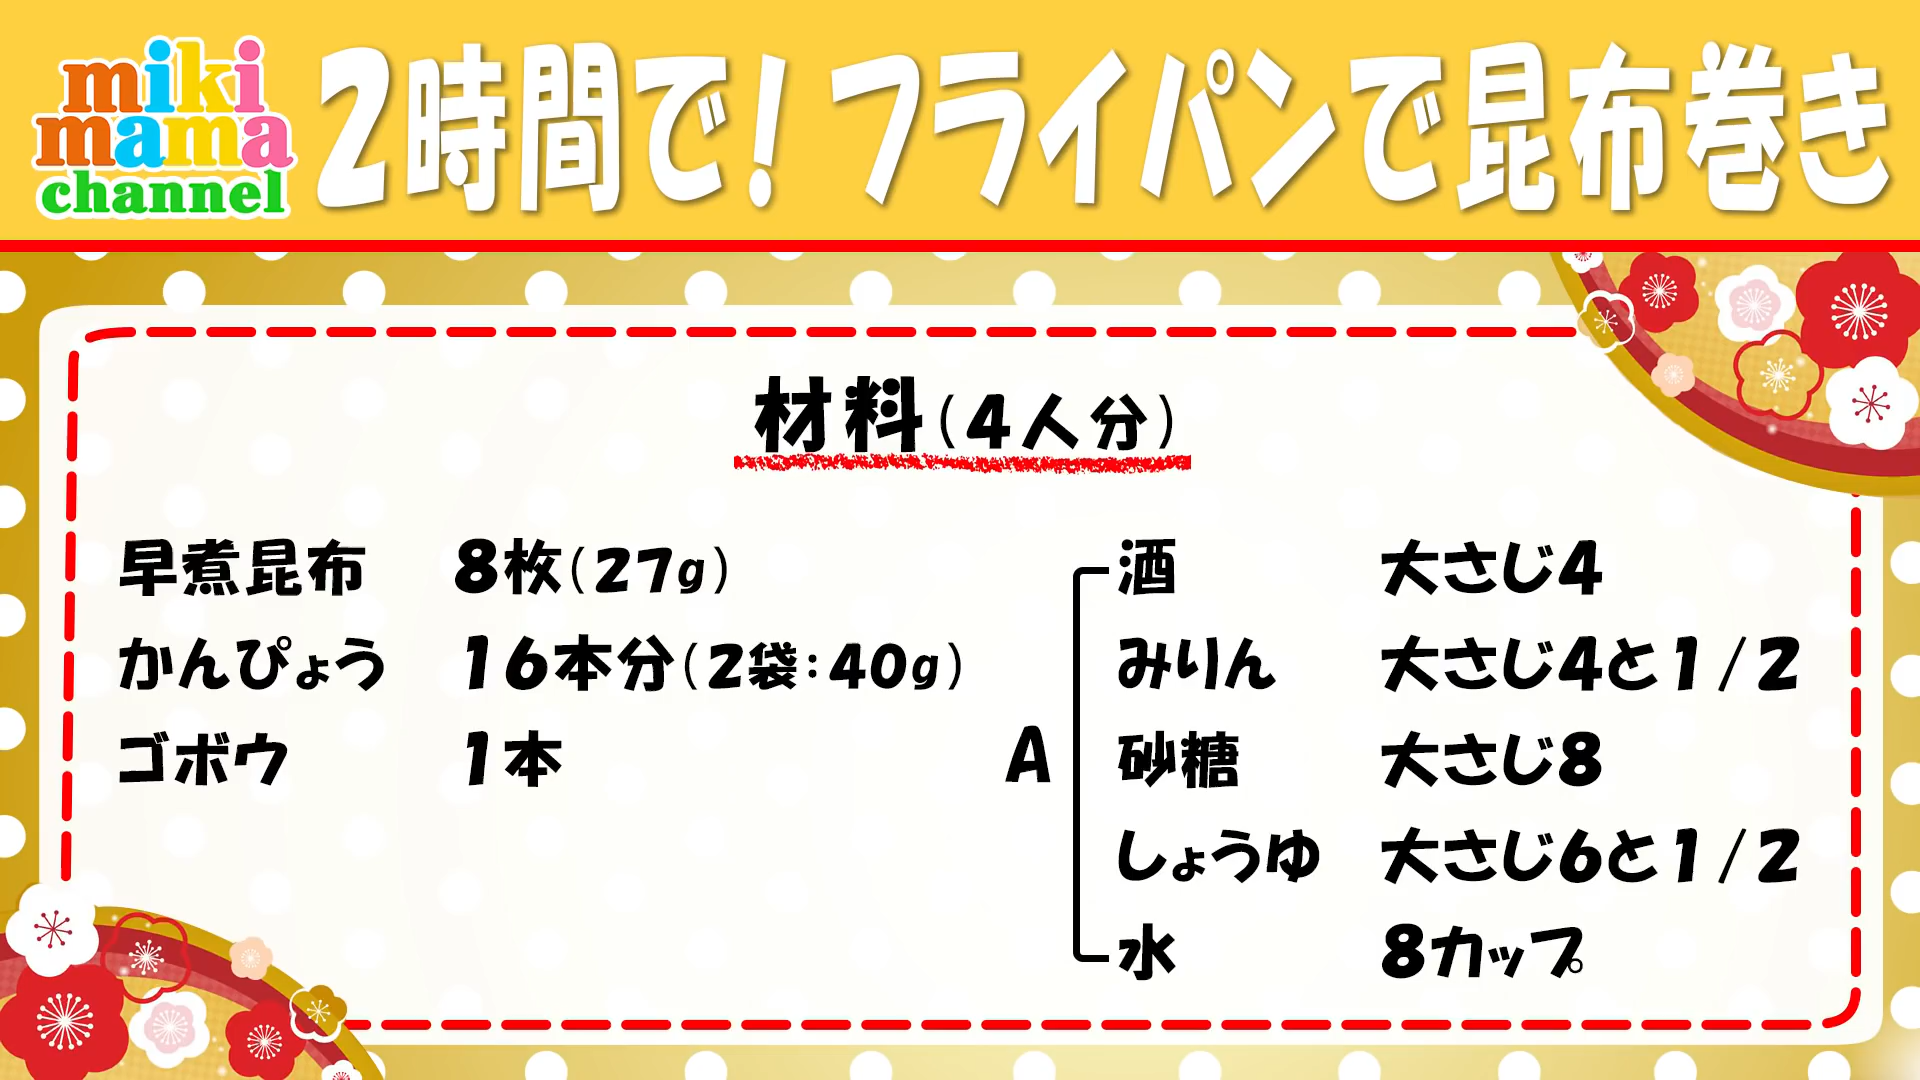 miki
mama
channel
2時間で!フライパンで昆布巻き
材料(4人分)
早煮昆布 8枚(27g)
かんぴょう 16本分(2袋:40g)
ゴボウ 1本
A
酒 大さじ4
みりん 大さじ4と1/2
砂糖 大さじ8
しょうゆ 大さじ6と1/2
水 8カップ